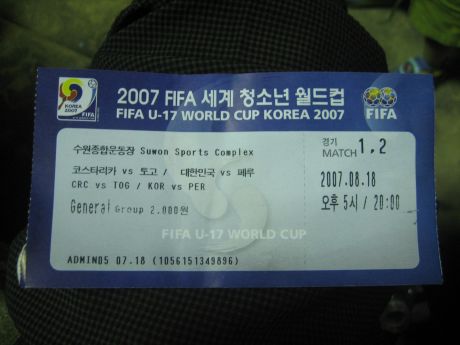 KOREA
2007
2007 FIFA 세계 청소년 월드컵
FIFA U-17 WORLD CUP KOREA 2007
FIFA
수원종합운동장 Suwon Sports Complex
경기
MATCH 1,2
코스타리카 vs 토고 / 대한민국 vs 페루
CRC vs TOG / KOR vs PER
2007.08.18
General Group 2,000원
오후 5시/ 20:00
FIFA U-17 WORLD CUP
ADMIN05 07.18 (1056151349896)